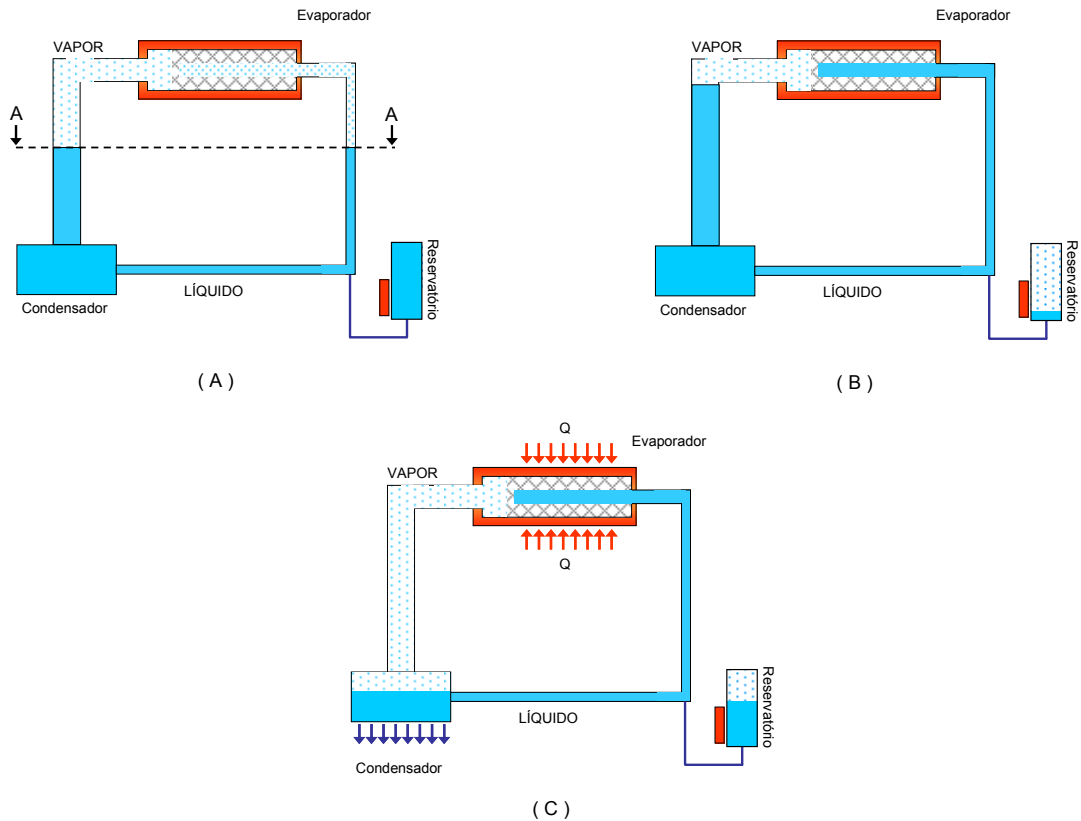 Evaporador
VAPOR
A
A
Reservatório
LÍQUIDO
Condensador
( A )
Evaporador
VAPOR
Reservatório
LÍQUIDO
Condensador
( B )
Q
Evaporador
VAPOR
Q
Reservatório
LÍQUIDO
Condensador
( C )